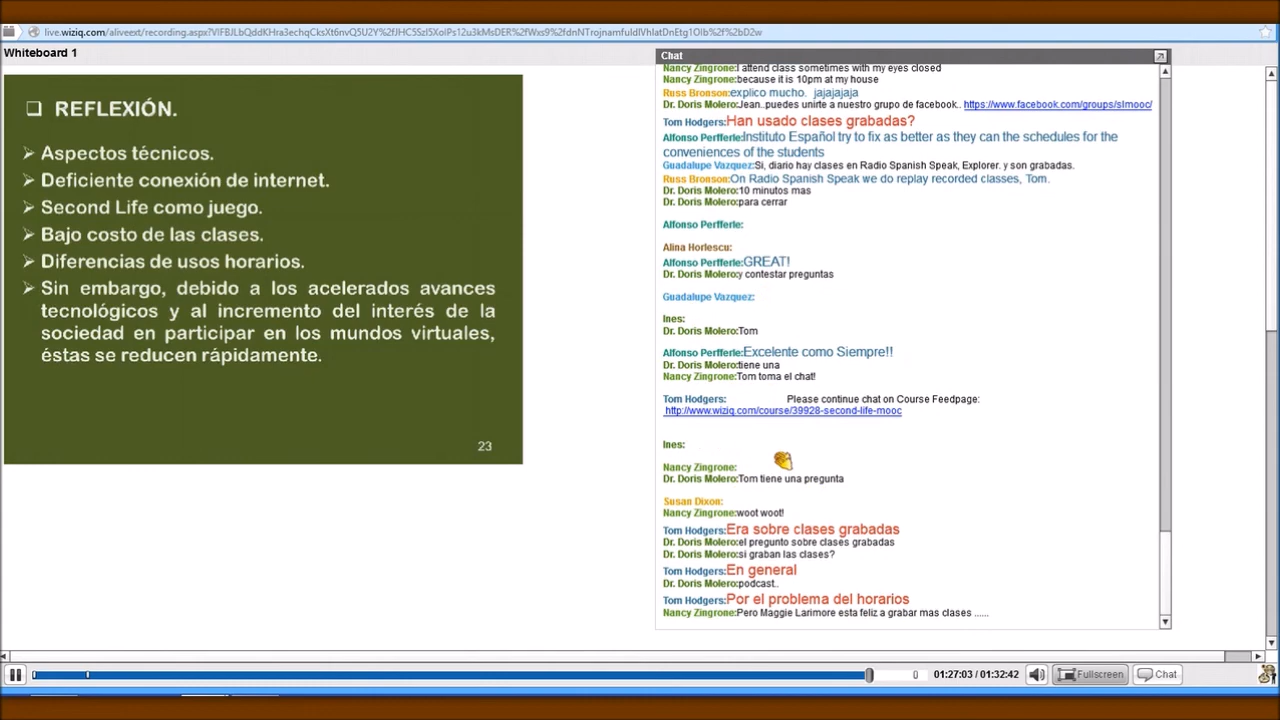 live.wiziq.com/aliveext/recording.aspx?
Whiteboard 1
REFLEXIÓN.
Aspectos técnicos.
Deficiente conexión de internet.
Second Life como juego.
Bajo costo de las clases.
Diferencias de usos horarios.
Sin embargo, debido a los acelerados avances
tecnológicos y al incremento del interés de la
sociedad en participar en los mundos virtuales,
éstas se reducen rápidamente.
23
Chat
Nancy Zingrone:I attend class sometimes with my eyes closed
Nancy Zingrone:because it is 10pm at my house
Russ Bronson:explico mucho. jajajajaja
Dr. Doris Molero:Jean..puedes unirte a nuestro grupo de facebook.. https://www.facebook.com/groups/slmooc/
Tom Hodgers:Han usado clases grabadas?
Alfonso Perfferle:Instituto Español try to fix as better as they can the schedules for the
conveniences of the students
Guadalupe Vazquez:Si, diario hay clases en Radio Spanish Speak, Explorer. y son grabadas.
Russ Bronson:On Radio Spanish Speak we do replay recorded classes, Tom.
Dr. Doris Molero:10 minutos mas
Dr. Doris Molero:para cerrar
Alfonso Perfferle:
Alina Horlescu:
Alfonso Perfferle:GREAT!
Dr. Doris Molero:y contestar preguntas
Guadalupe Vazquez:
Ines:
Dr. Doris Molero:Tom
Alfonso Perfferle:Excelente como Siempre!!
Dr. Doris Molero:tiene una
Nancy Zingrone:Tom toma el chat!
Tom Hodgers: Please continue chat on Course Feedpage:
http://www.wiziq.com/course/39928-second-life-mooc
Ines:
Nancy Zingrone:
Dr. Doris Molero:Tom tiene una pregunta
Susan Dixon:
Nancy Zingrone:woot woot!
Tom Hodgers:Era sobre clases grabadas
Dr. Doris Molero:el pregunto sobre clases grabadas
Dr. Doris Molero:si graban las clases?
Tom Hodgers:En general
Dr. Doris Molero:podcast..
Tom Hodgers:Por el problema del horarios
Nancy Zingrone:Pero Maggie Larimore esta feliz a grabar mas clases ......
0 01:27:03 / 01:32:42 Fullscreen Chat